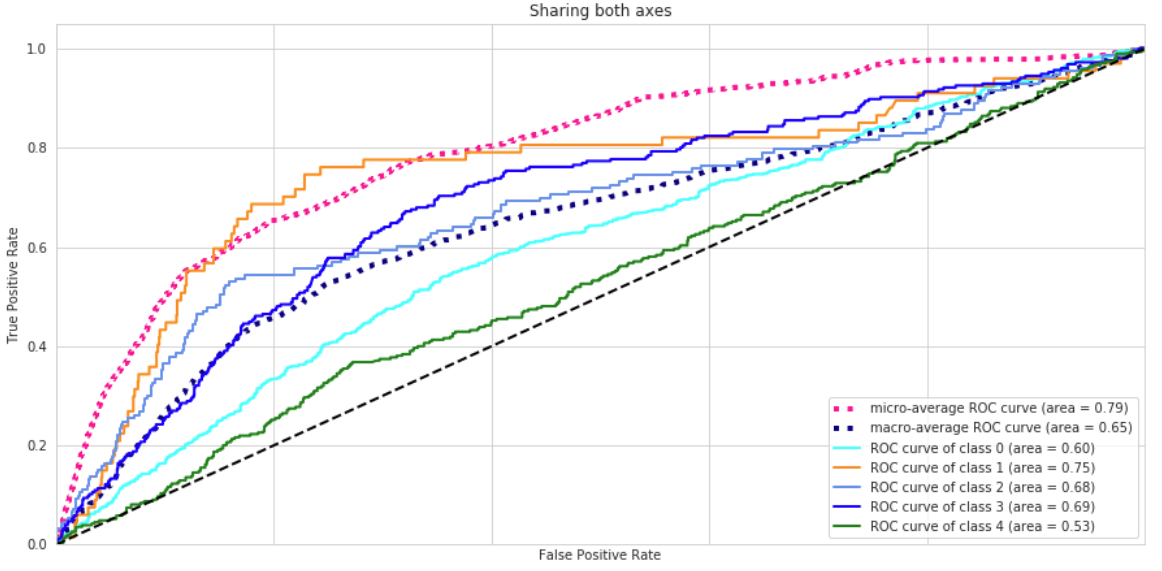 Sharing both axes
1.0
0.8
0.6
0.4
0.2
0.0
True Positive Rate
False Positive Rate
micro-average ROC curve (area = 0.79)
macro-average ROC curve (area = 0.65)
ROC curve of class 0 (area = 0.60)
ROC curve of class 1 (area = 0.75)
ROC curve of class 2 (area = 0.68)
ROC curve of class 3 (area = 0.69)
ROC curve of class 4 (area = 0.53)